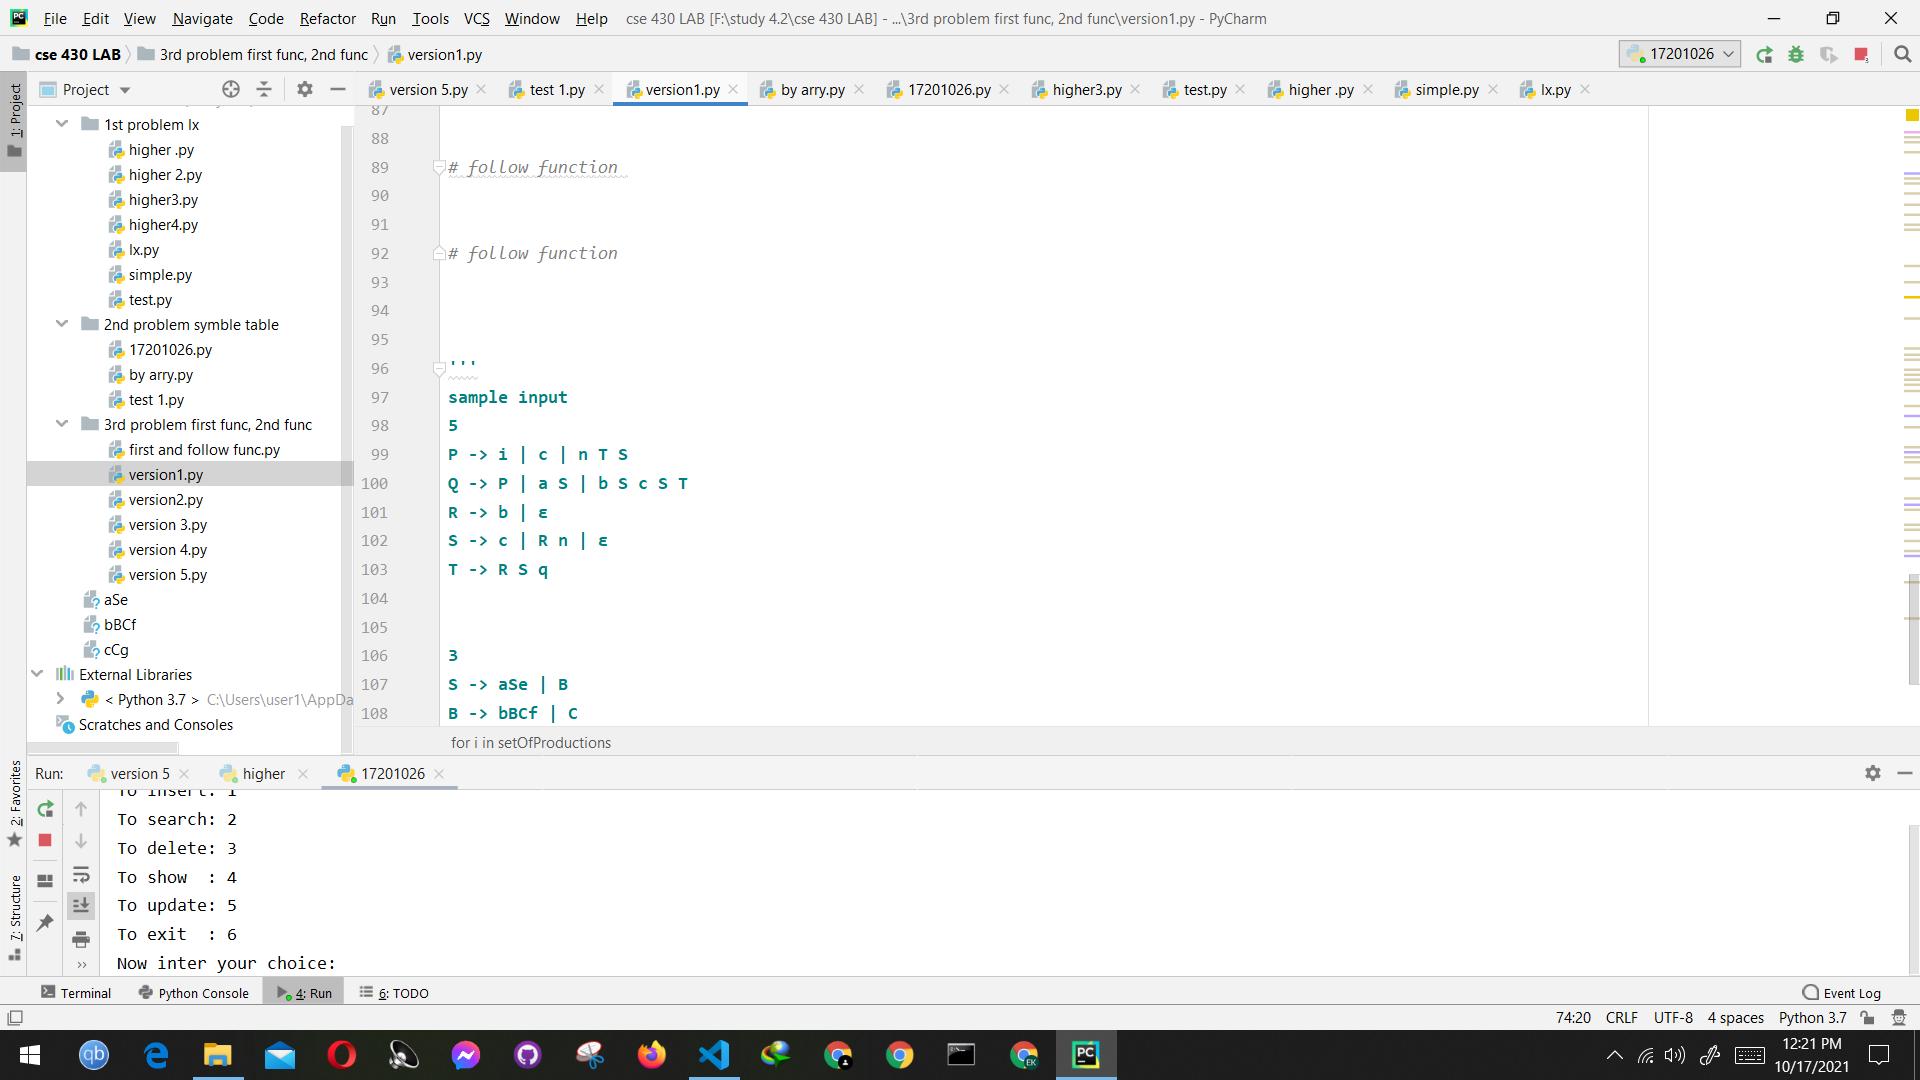 File Edit View Navigate Code Refactor Run Tools VCS Window Help cse 430 LAB [F:\study 4.2\cse 430 LAB] - ...\3rd problem first func, 2nd func\version1.py - PyCharm
cse 430 LAB 3rd problem first func, 2nd func version1.py 17201026
Project version 5.py test 1.py version1.py by arry.py 17201026.py higher3.py test.py higher .py simple.py lx.py
1: Project
1st problem lx
higher .py
higher 2.py
higher3.py
higher4.py
lx.py
simple.py
test.py
2nd problem symble table
17201026.py
by arry.py
test 1.py
3rd problem first func, 2nd func
first and follow func.py
version1.py
version2.py
version 3.py
version 4.py
version 5.py
aSe
bBCf
cCg
External Libraries
< Python 3.7 > C:\Users\user1\AppDa
Scratches and Consoles
87
88
89 # follow function
90
91
92 # follow function
93
94
95
96 '''
97 sample input
98 5
99 P -> i | c | n T S
100 Q -> P | a S | b S c S T
101 R -> b | ε
102 S -> c | R n | ε
103 T -> R S q
104
105
106 3
107 S -> aSe | B
108 B -> bBCf | C
for i in setOfProductions
2: Favorites
7: Structure
Run: version 5 higher 17201026
To insert: 1
To search: 2
To delete: 3
To show  : 4
To update: 5
To exit  : 6
Now inter your choice:
Terminal Python Console 4: Run 6: TODO Event Log
74:20 CRLF UTF-8 4 spaces Python 3.7
12:21 PM
10/17/2021